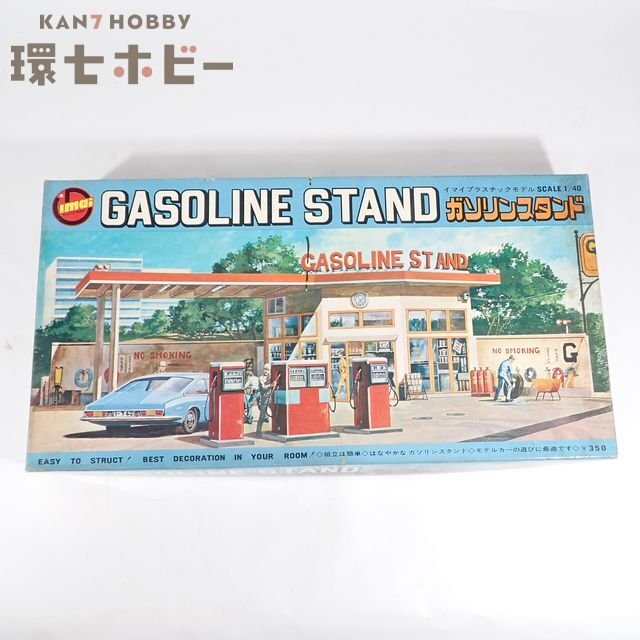 KAN7 HOBBY
環七ホビー
imai
GASOLINE STAND
イマイプラスチックモデル SCALE 1/40
ガソリンスタンド
GASOLINE STAND
G
NO SMOKING
NO SMOKING
G
EASY TO STRUCT! BEST DECORATION IN YOUR ROOM! ◇組立は簡単◇はなやかなガソリンスタンド◇モデルカーの遊びに最適です◇¥350
GASOLINE STAND